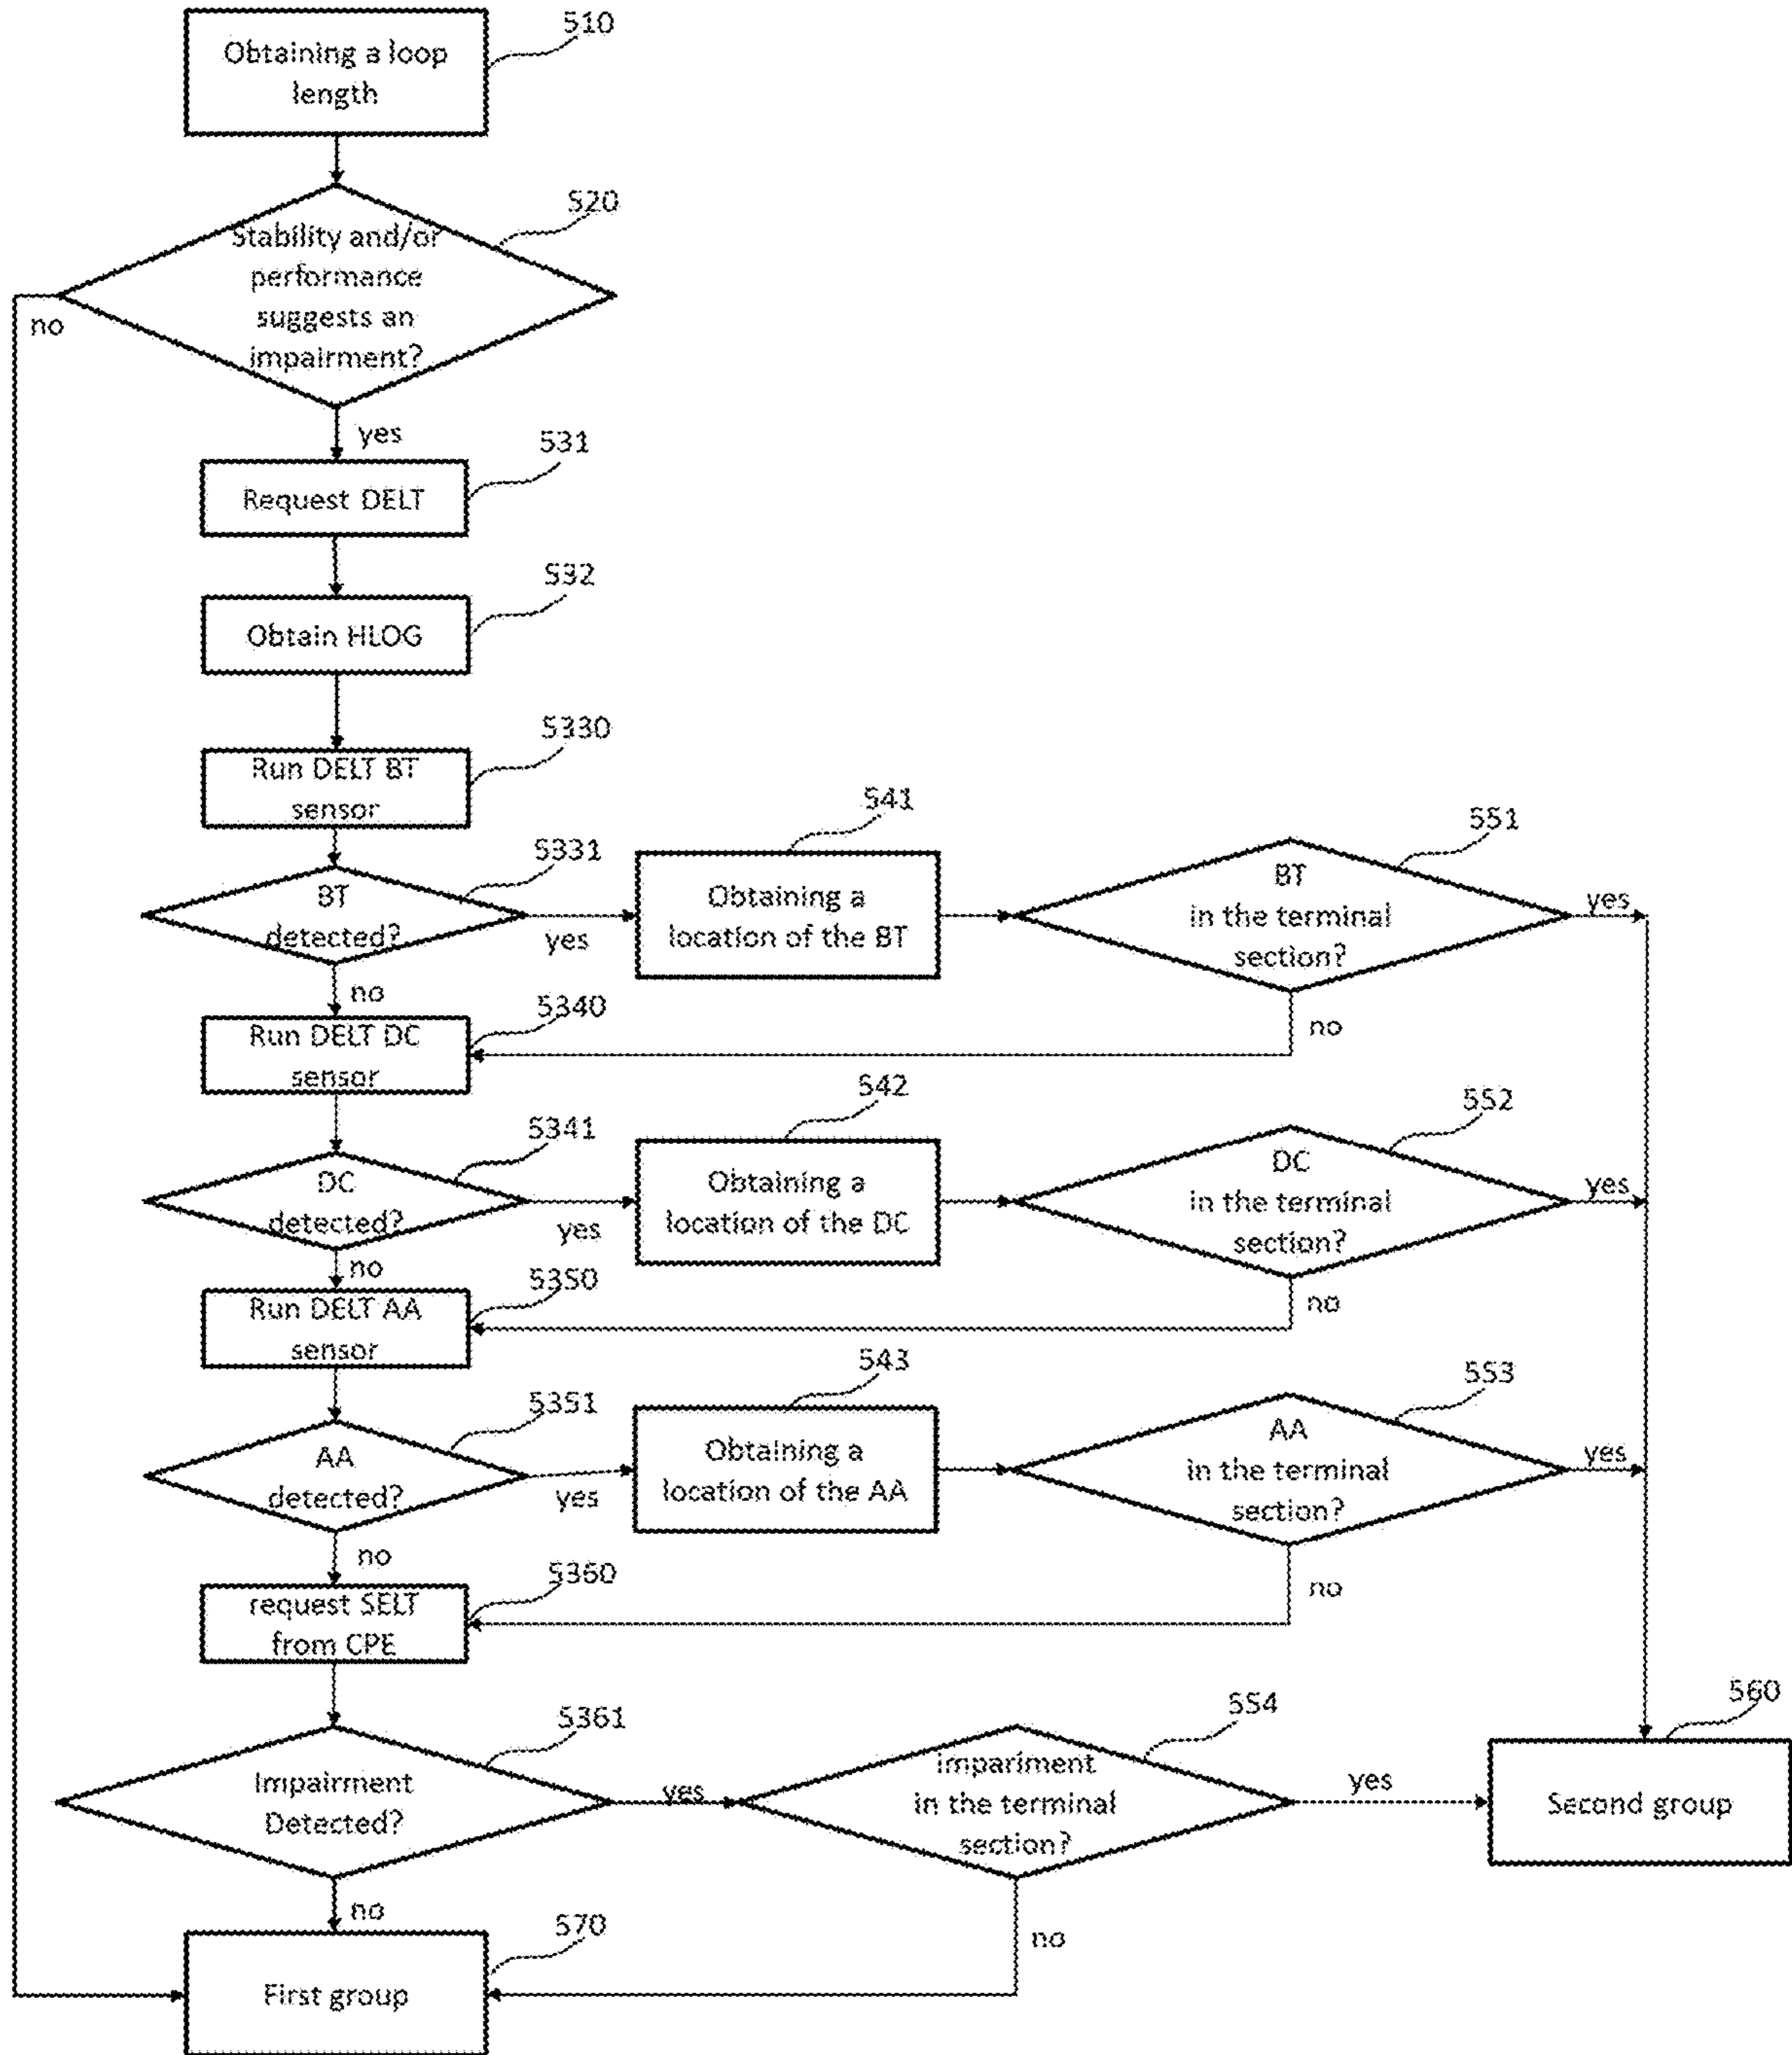 510
Obtaining a loop
length
520
Stability and/or
performance
suggests an
impairment?
no
yes
531
Request DELT
532
Obtain HLOG
5330
Run DELT BT
sensor
5331
BT
detected?
yes
541
Obtaining a
location of the BT
551
BT
in the terminal
section?
yes
no
no
5340
Run DELT DC
sensor
5341
DC
detected?
yes
542
Obtaining a
location of the DC
552
DC
in the terminal
section?
yes
no
no
5350
Run DELT AA
sensor
5351
AA
detected?
yes
543
Obtaining a
location of the AA
553
AA
in the terminal
section?
yes
no
no
5360
request SELT
from CPE
5361
Impairment
Detected?
yes
554
impariment
in the terminal
section?
yes
560
Second group
no
no
570
First group